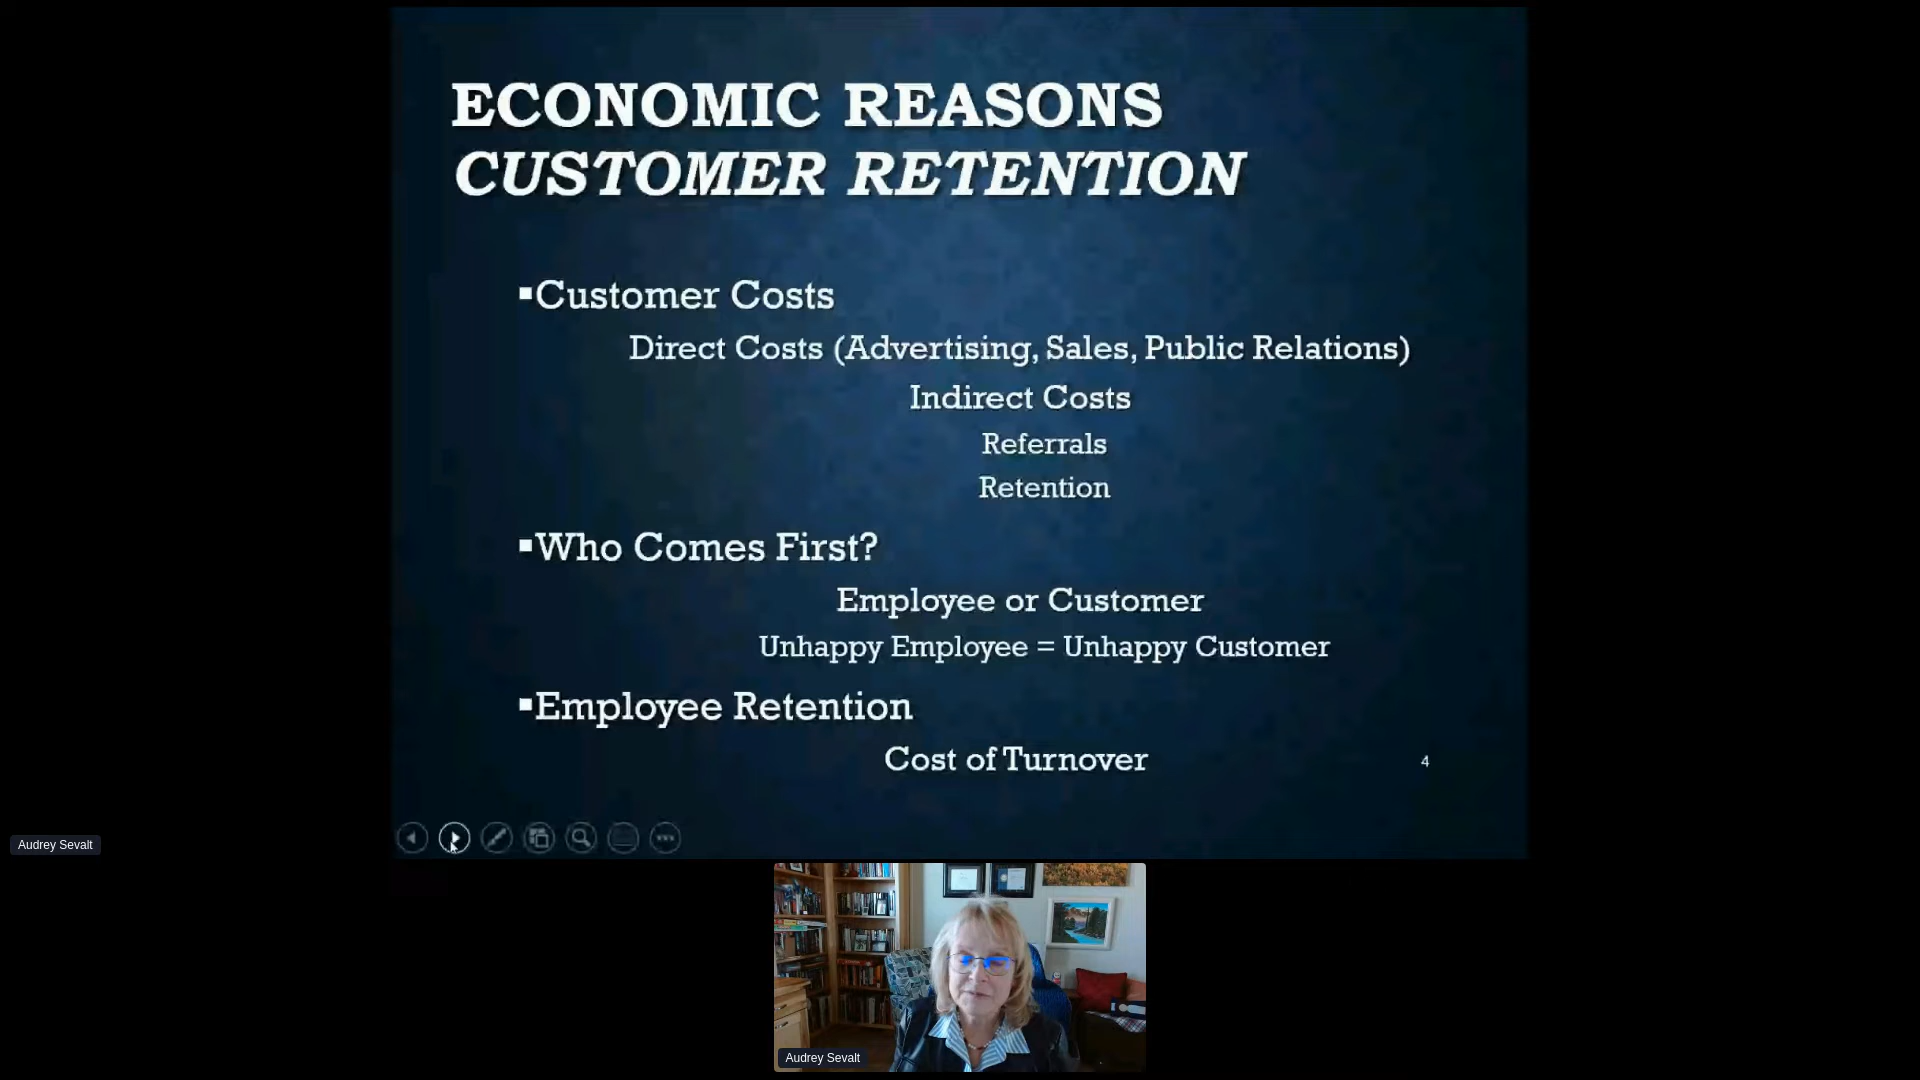 ECONOMIC REASONS
CUSTOMER RETENTION
▪Customer Costs
Direct Costs (Advertising, Sales, Public Relations)
Indirect Costs
Referrals
Retention
▪Who Comes First?
Employee or Customer
Unhappy Employee = Unhappy Customer
▪Employee Retention
Cost of Turnover
4
Audrey Sevalt
Audrey Sevalt